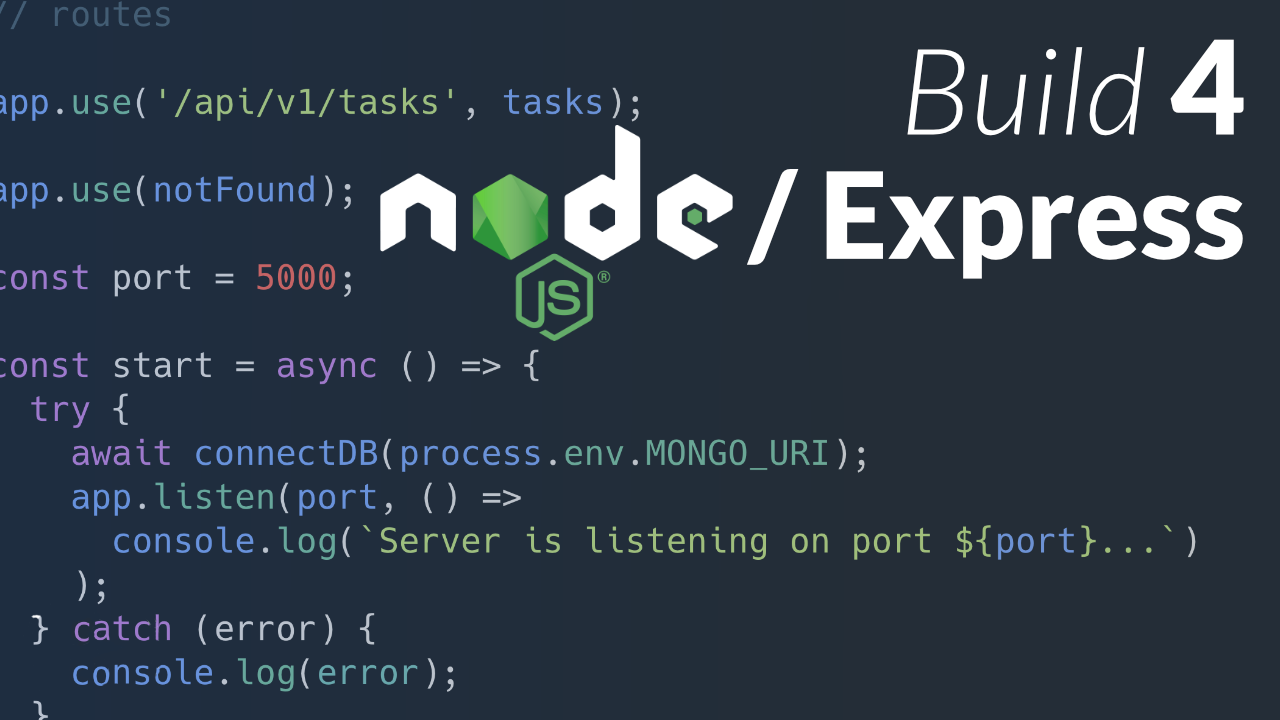 // routes
app.use('/api/v1/tasks', tasks);
app.use(notFound);
const port = 5000;
const start = async () => {
try {
await connectDB(process.env.MONGO_URI);
app.listen(port, () =>
console.log(`Server is listening on port ${port}...`)
);
} catch (error) {
console.log(error);
}
Build 4
node / Express
JS®